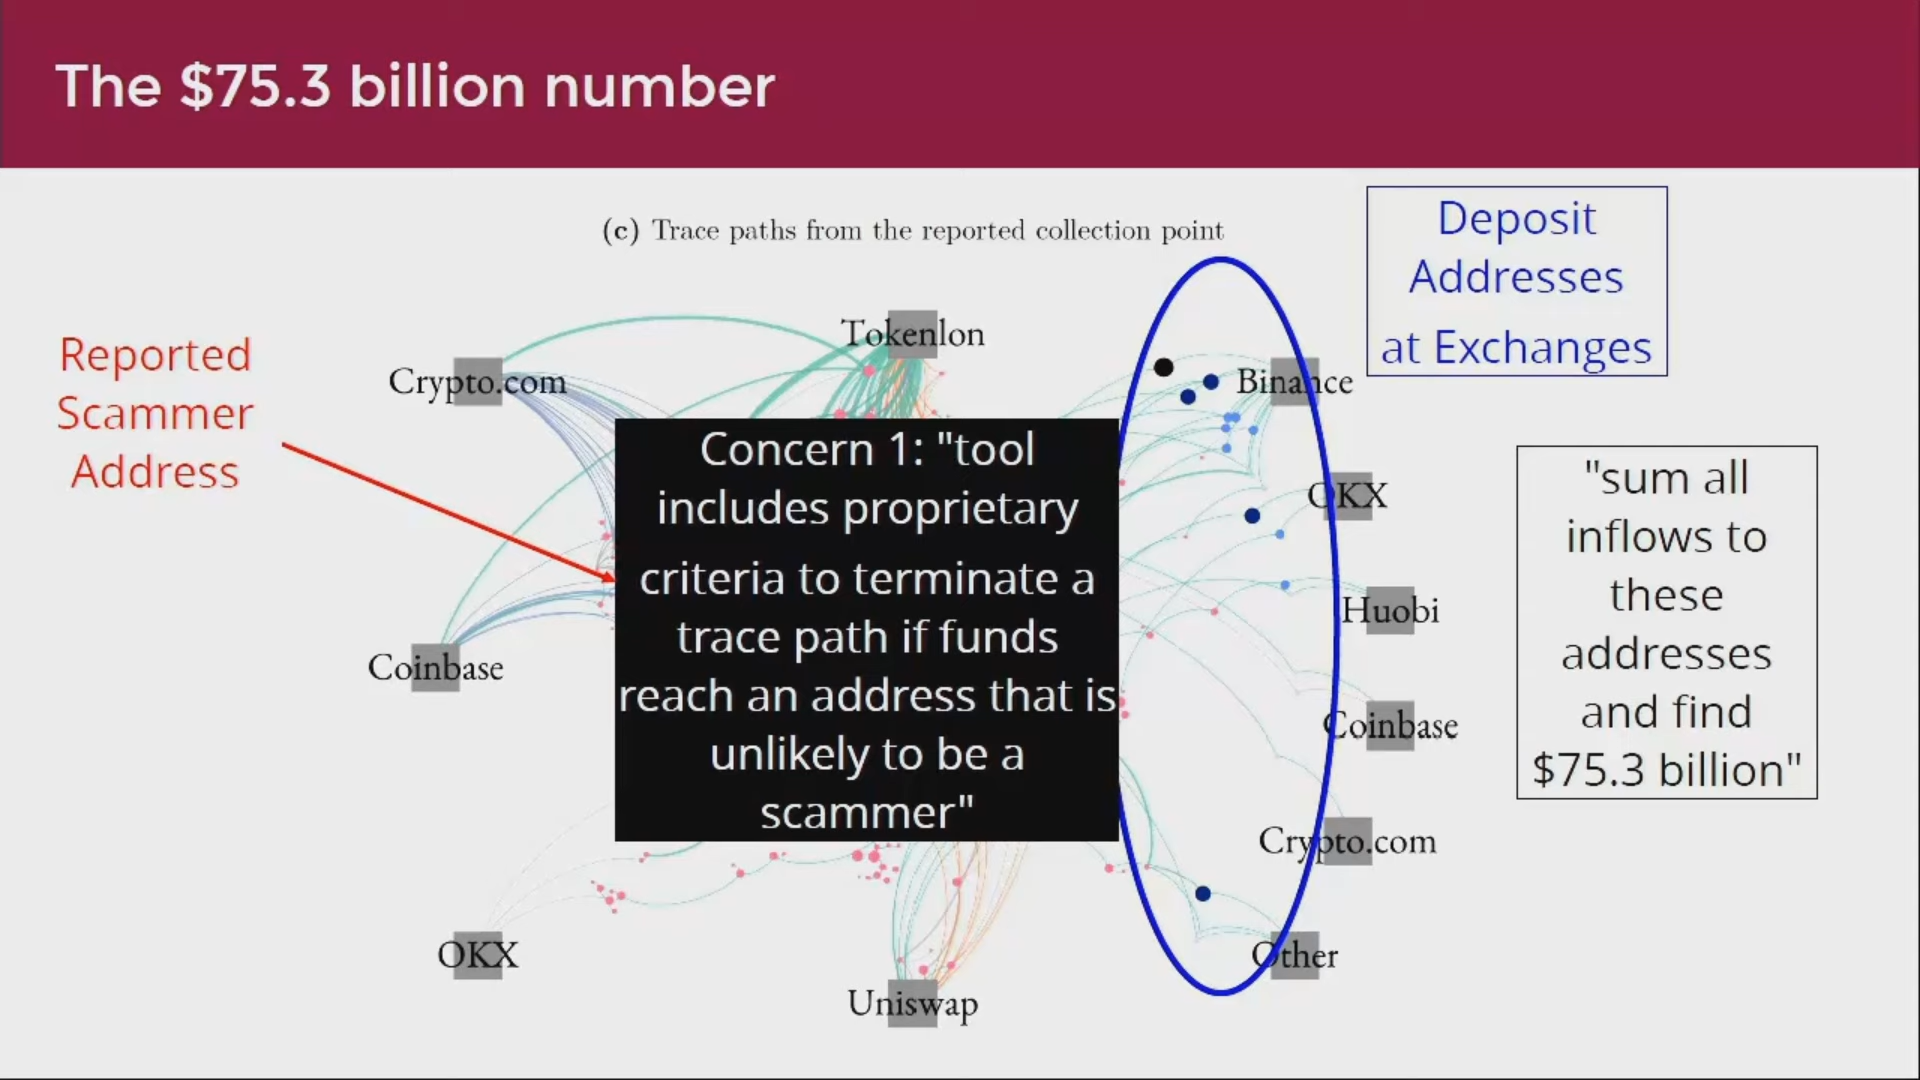 The $75.3 billion number
(c) Trace paths from the reported collection point
Deposit
Addresses
at Exchanges
Reported
Scammer
Address
Tokenlon
Crypto.com
Binance
Concern 1: "tool
includes proprietary
criteria to terminate a
trace path if funds
reach an address that is
unlikely to be a
scammer"
OKX
"sum all
inflows to
these
addresses
and find
$75.3 billion"
Huobi
Coinbase
Coinbase
Crypto.com
OKX
Other
Uniswap